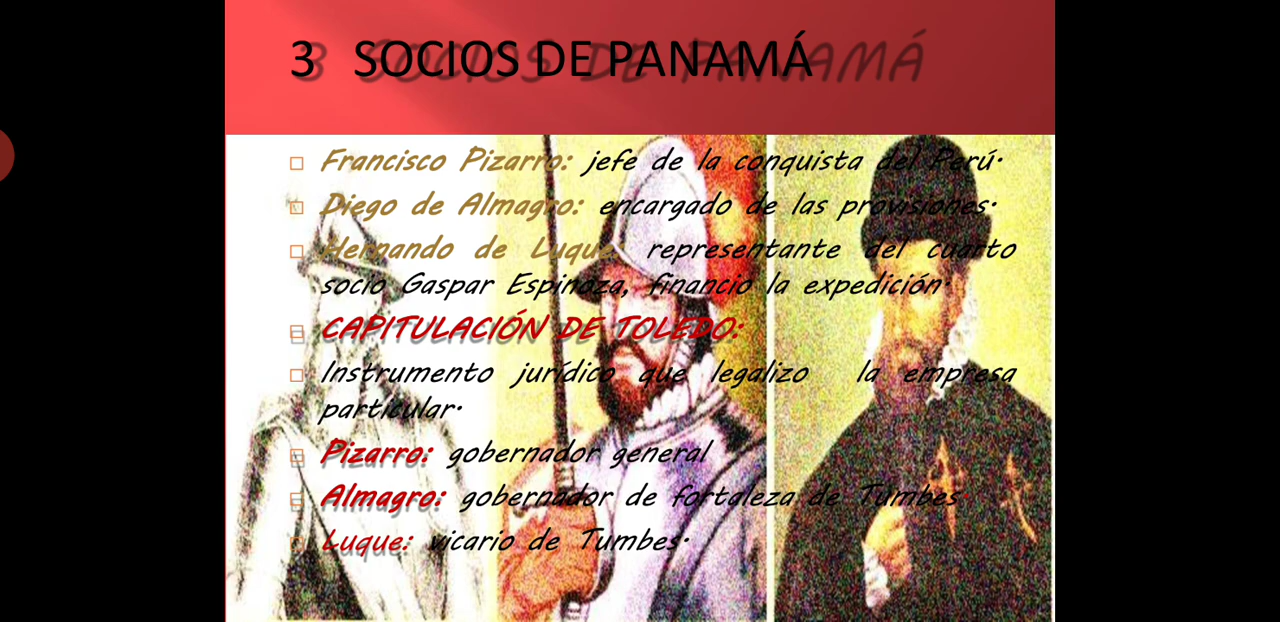 3 SOCIOS DE PANAMÁ
Francisco Pizarro: jefe de la conquista del Perú.
Diego de Almagro: encargado de las provisiones.
Hernando de Luque: representante del cuarto
socio Gaspar Espinoza, financio la expedición.
CAPITULACIÓN DE TOLEDO:
Instrumento jurídico que legalizo la empresa
particular.
Pizarro: gobernador general
Almagro: gobernador de fortaleza de Tumbes
Luque: vicario de Tumbes.